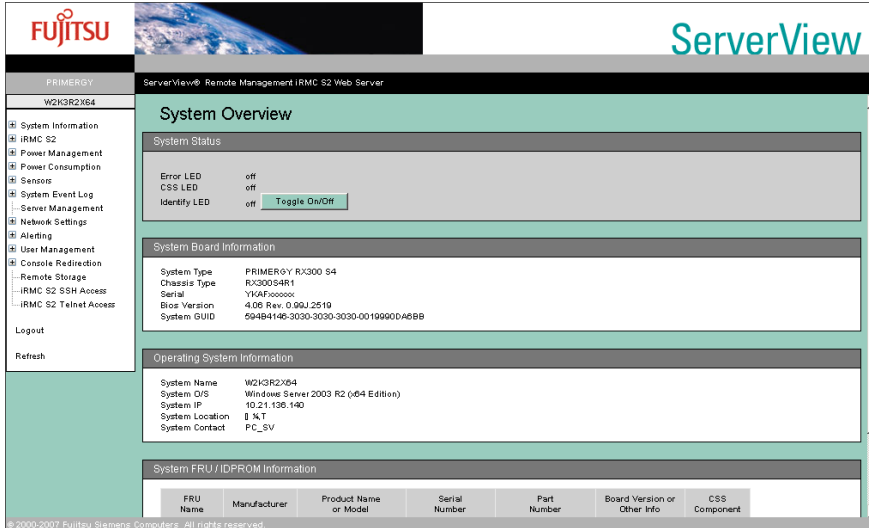 FUJITSU
ServerView
PRIMERGY
ServerView® Remote Management iRMC S2 Web Server
W2K3R2X64
System Information
iRMC S2
Power Management
Power Consumption
Sensors
System Event Log
Server Management
Network Settings
Alerting
User Management
Console Redirection
Remote Storage
iRMC S2 SSH Access
iRMC S2 Telnet Access
Logout
Refresh
System Overview
System Status
Error LED off
CSS LED off
Identify LED off Toggle On/Off
System Board Information
System Type PRIMERGY RX300 S4
Chassis Type RX300S4R1
Serial YKAFxxxxxx
Bios Version 4.06 Rev. 0.99J.2519
System GUID 594B4146-3030-3030-3030-0019990DA6BB
Operating System Information
System Name W2K3R2X64
System O/S Windows Server 2003 R2 (x64 Edition)
System IP 10.21.136.140
System Location
System Contact PC_SV
System FRU / IDPROM Information
FRU Name Manufacturer Product Name or Model Serial Number Part Number Board Version or Other Info CSS Component
© 2000-2007 Fujitsu Siemens Computers All rights reserved.